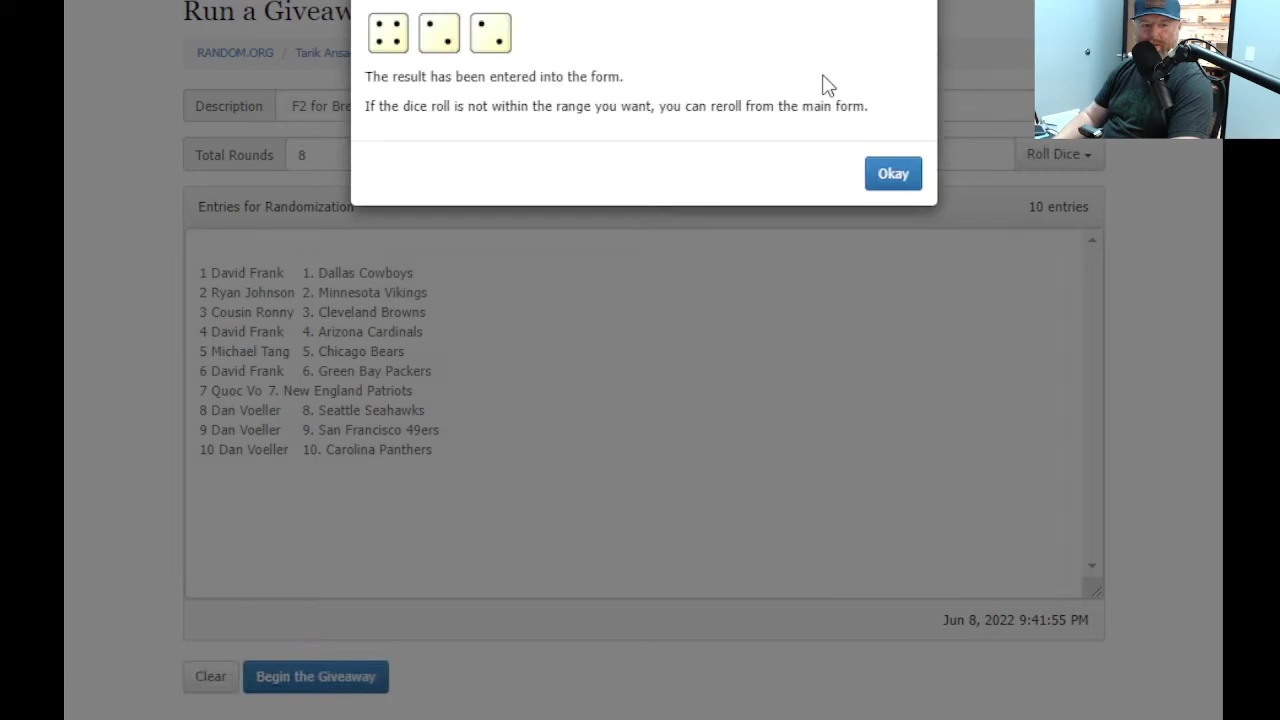 Run a Giveaw
RANDOM.ORG / Tarik Ansa
The result has been entered into the form.
If the dice roll is not within the range you want, you can reroll from the main form.
Okay
Description F2 for Bre
Total Rounds 8 Roll Dice
Entries for Randomization 10 entries
1 David Frank 1. Dallas Cowboys
2 Ryan Johnson 2. Minnesota Vikings
3 Cousin Ronny 3. Cleveland Browns
4 David Frank 4. Arizona Cardinals
5 Michael Tang 5. Chicago Bears
6 David Frank 6. Green Bay Packers
7 Quoc Vo 7. New England Patriots
8 Dan Voeller 8. Seattle Seahawks
9 Dan Voeller 9. San Francisco 49ers
10 Dan Voeller 10. Carolina Panthers
Jun 8, 2022 9:41:55 PM
Clear Begin the Giveaway